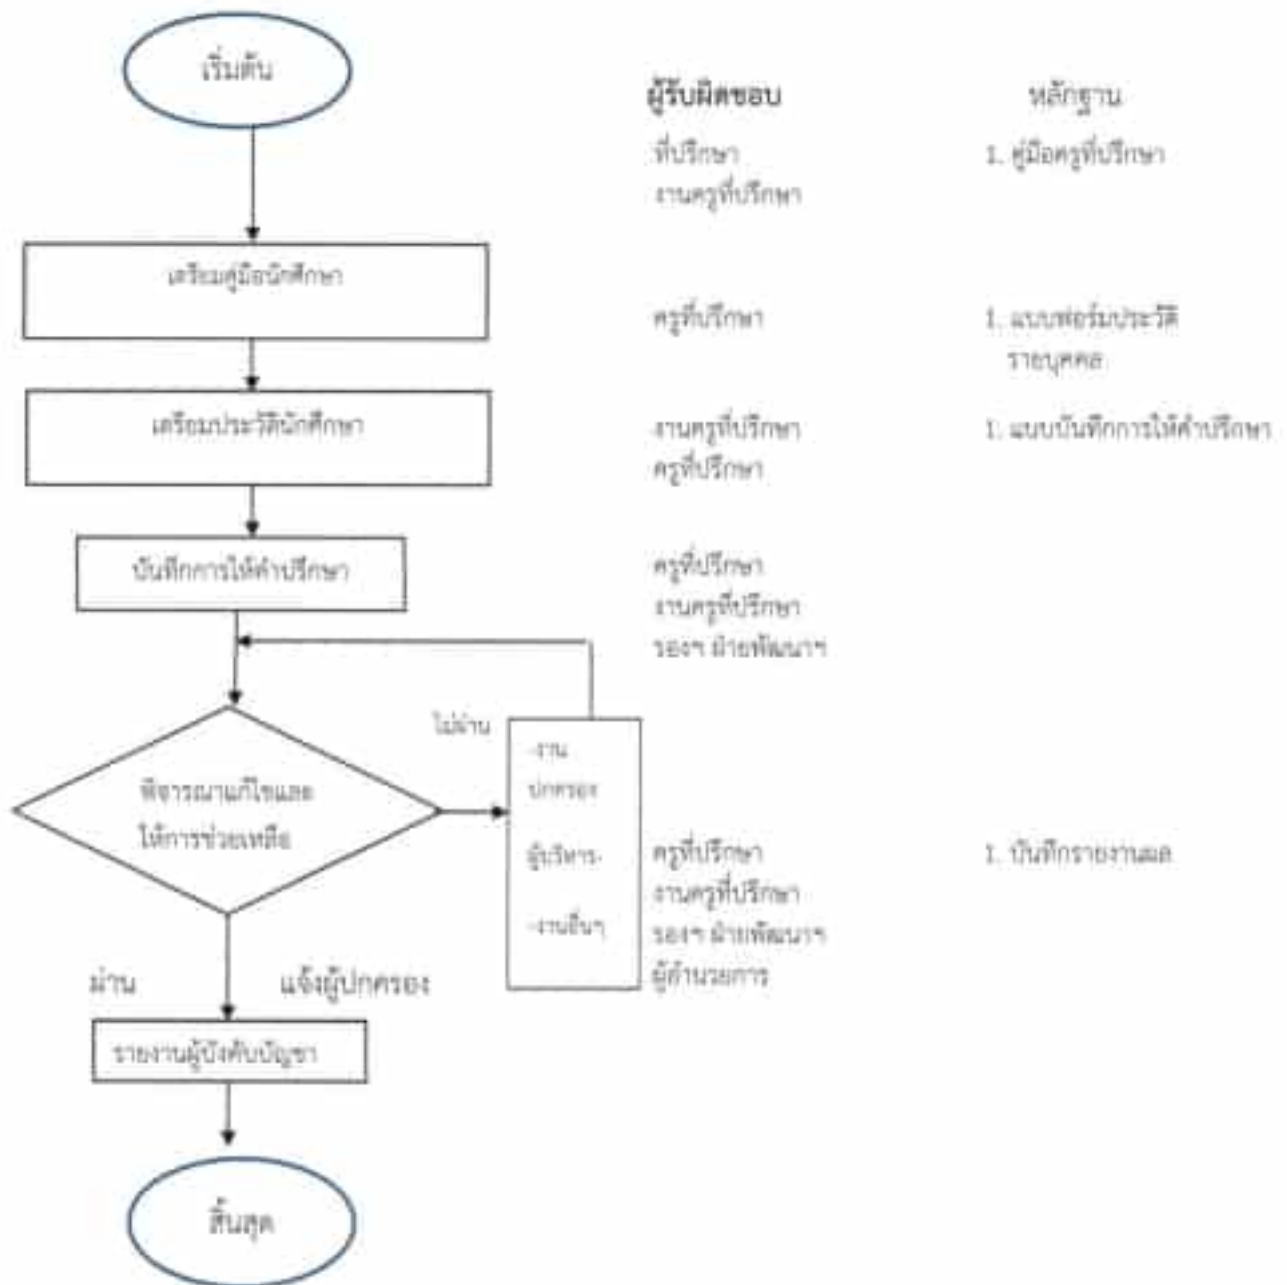 เริ่มต้น
ผู้รับผิดชอบ
หลักฐาน
ที่ปรึกษา
1. คู่มือครูที่ปรึกษา
งานครูที่ปรึกษา
เตรียมคู่มือนักศึกษา
ครูที่ปรึกษา
1. แบบฟอร์มประวัติ
รายบุคคล
เตรียมประวัตินักศึกษา
งานครูที่ปรึกษา
1. แบบบันทึกการให้คำปรึกษา
ครูที่ปรึกษา
บันทึกการให้คำปรึกษา
ครูที่ปรึกษา
งานครูที่ปรึกษา
รองฯ ฝ่ายพัฒนาฯ
ไม่ผ่าน
-งาน
ปกครอง
ผู้บริหาร-
-งานอื่นๆ
พิจารณาแก้ไขและ
ให้การช่วยเหลือ
ครูที่ปรึกษา
1. บันทึกรายงานผล
งานครูที่ปรึกษา
รองฯ ฝ่ายพัฒนาฯ
ผู้อำนวยการ
ผ่าน
แจ้งผู้ปกครอง
รายงานผู้บังคับบัญชา
สิ้นสุด